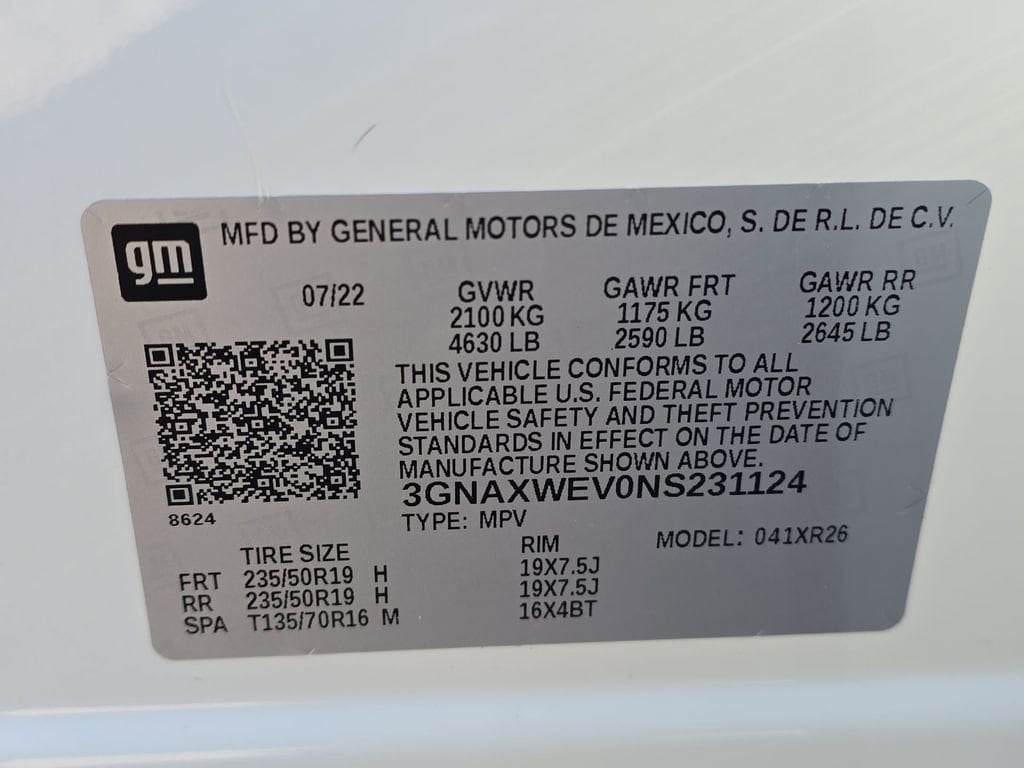 gm
MFD BY GENERAL MOTORS DE MEXICO, S. DE R.L. DE C.V.
07/22 GVWR GAWR FRT GAWR RR
2100 KG 1175 KG 1200 KG
4630 LB 2590 LB 2645 LB
THIS VEHICLE CONFORMS TO ALL
APPLICABLE U.S. FEDERAL MOTOR
VEHICLE SAFETY AND THEFT PREVENTION
STANDARDS IN EFFECT ON THE DATE OF
MANUFACTURE SHOWN ABOVE.
3GNAXWEV0NS231124
8624
TYPE: MPV MODEL: 041XR26
TIRE SIZE RIM
FRT 235/50R19 H 19X7.5J
RR 235/50R19 H 19X7.5J
SPA T135/70R16 M 16X4BT